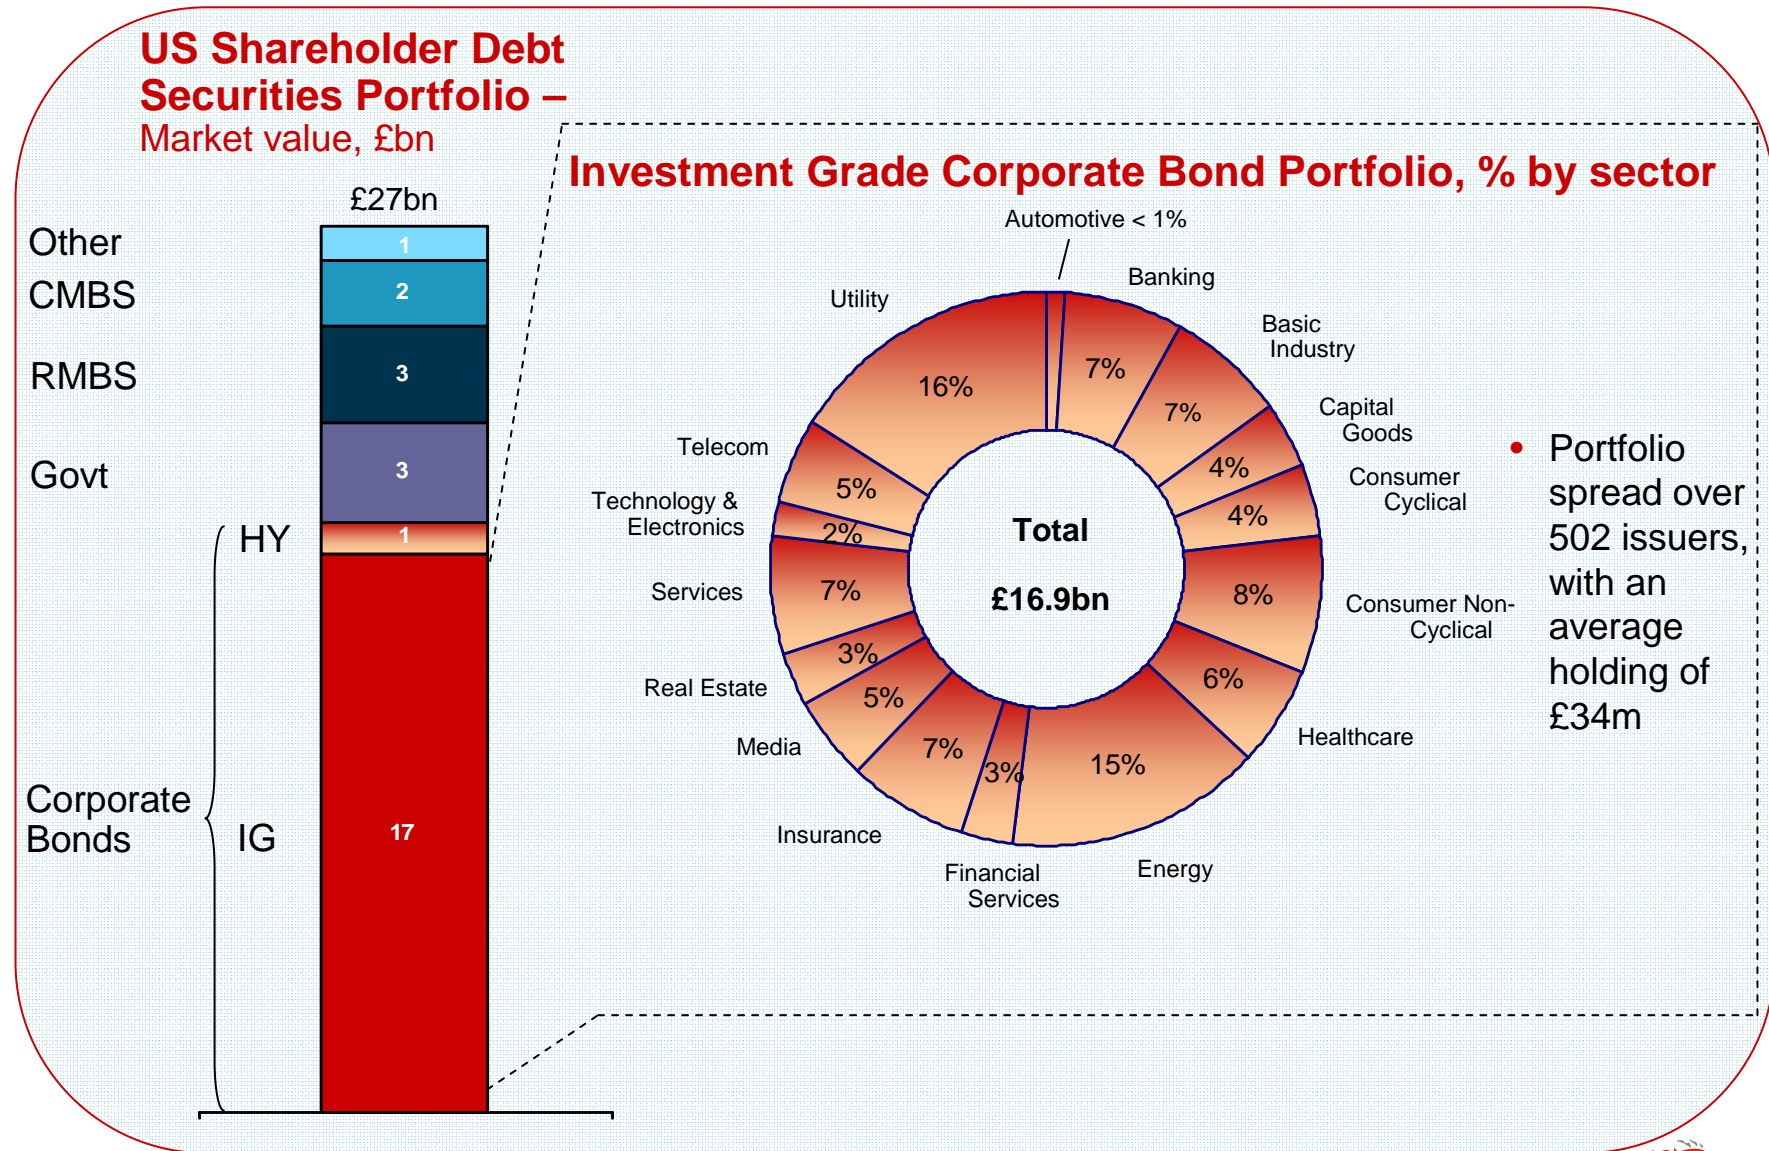 US Shareholder Debt
Securities Portfolio –
Market value, £bn
£27bn
Other
1
CMBS
2
RMBS
3
Govt
3
HY
1
Corporate
Bonds
IG
17
Investment Grade Corporate Bond Portfolio, % by sector
Automotive < 1%
Banking
7%
Basic
Industry
7%
Capital
Goods
4%
Consumer
Cyclical
4%
Consumer Non-
Cyclical
8%
Healthcare
6%
Energy
15%
Financial
Services
3%
Insurance
7%
Media
5%
Real Estate
3%
Services
7%
Technology &
Electronics
2%
Telecom
5%
Utility
16%
Total
£16.9bn
• Portfolio
spread over
502 issuers,
with an
average
holding of
£34m